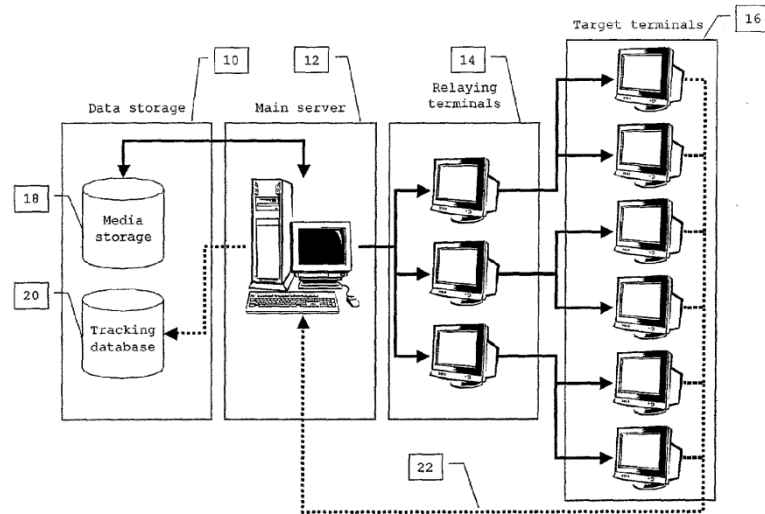 Target terminals
16
10
12
14
Data storage
Main server
Relaying
terminals
18
Media
storage
20
Tracking
database
22